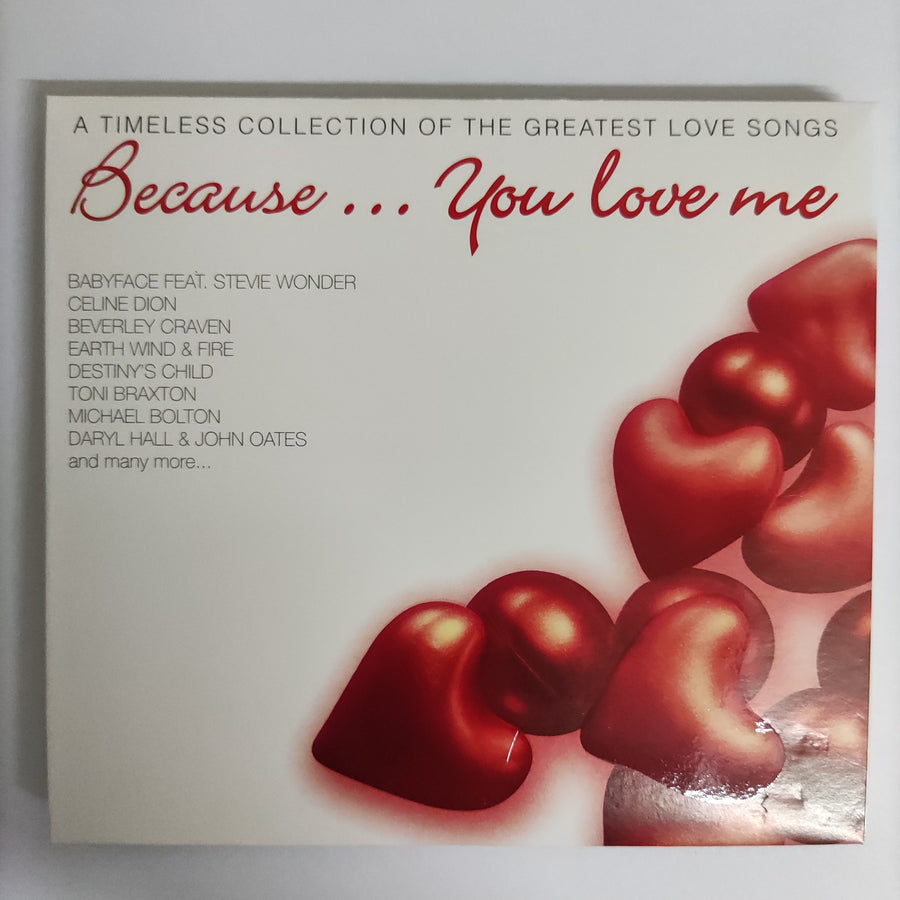 A TIMELESS COLLECTION OF THE GREATEST LOVE SONGS
Because ... You love me
BABYFACE FEAT. STEVIE WONDER
CELINE DION
BEVERLEY CRAVEN
EARTH WIND & FIRE
DESTINY'S CHILD
TONI BRAXTON
MICHAEL BOLTON
DARYL HALL & JOHN OATES
and many more...